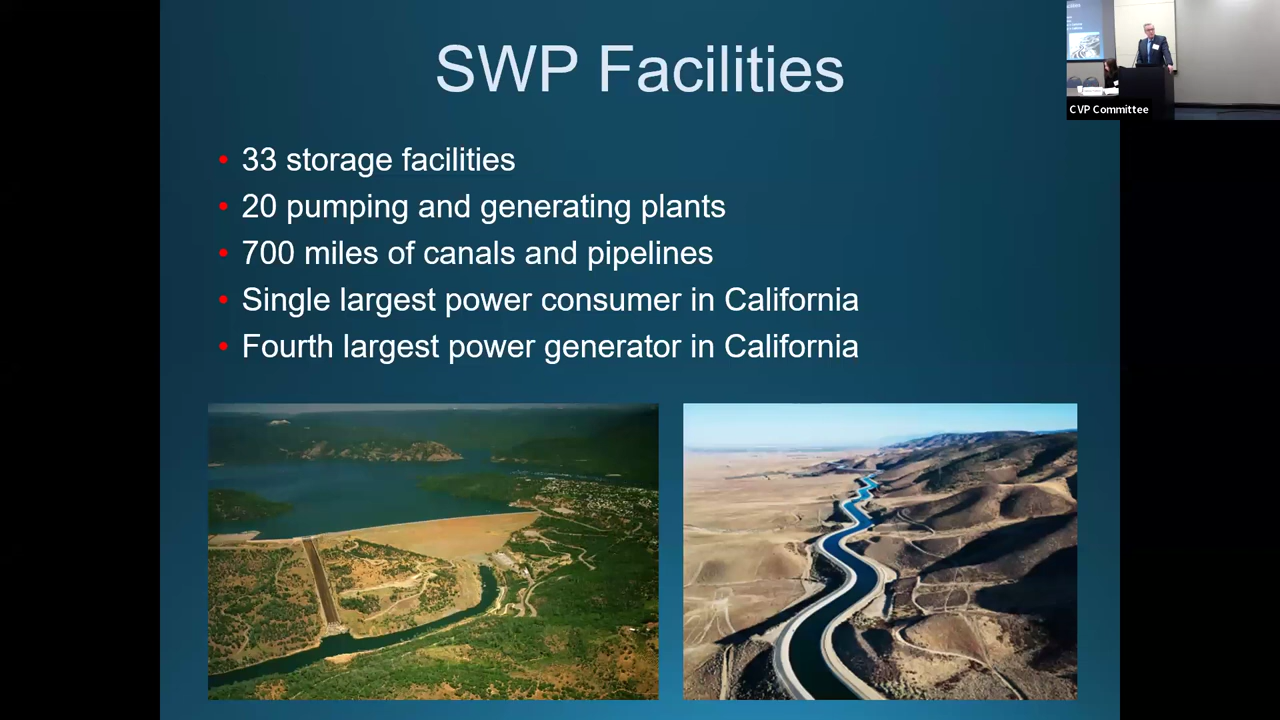 SWP Facilities
• 33 storage facilities
• 20 pumping and generating plants
• 700 miles of canals and pipelines
• Single largest power consumer in California
• Fourth largest power generator in California
CVP Committee